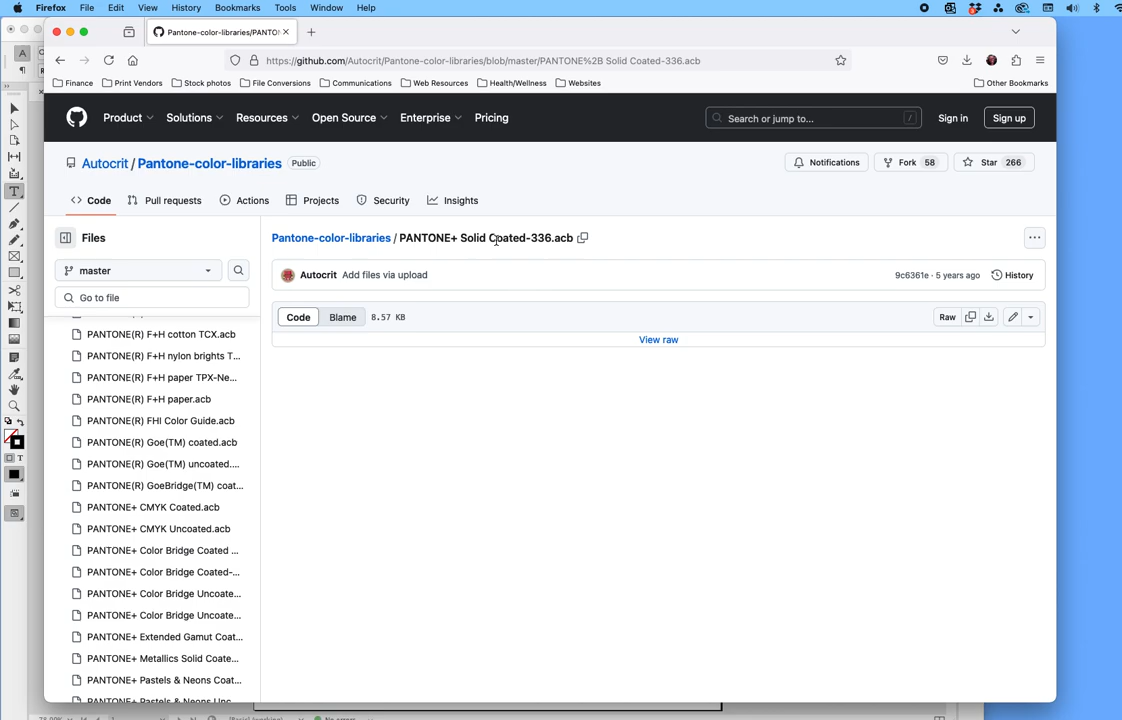 Firefox File Edit View History Bookmarks Tools Window Help
Pantone-color-libraries/PANTO
https://github.com/Autocrit/Pantone-color-libraries/blob/master/PANTONE%2B Solid Coated-336.acb
Finance Print Vendors Stock photos File Conversions Communications Web Resources Health/Wellness Websites Other Bookmarks
Product Solutions Resources Open Source Enterprise Pricing Search or jump to... / Sign in Sign up
Autocrit / Pantone-color-libraries Public Notifications Fork 58 Star 266
Code Pull requests Actions Projects Security Insights
Files
Pantone-color-libraries / PANTONE+ Solid Coated-336.acb
master
Autocrit Add files via upload 9c6361e · 5 years ago History
Go to file
Code Blame 8.57 KB Raw
View raw
PANTONE(R) F+H cotton TCX.acb
PANTONE(R) F+H nylon brights T...
PANTONE(R) F+H paper TPX-Ne...
PANTONE(R) F+H paper.acb
PANTONE(R) FHI Color Guide.acb
PANTONE(R) Goe(TM) coated.acb
PANTONE(R) Goe(TM) uncoated....
PANTONE(R) GoeBridge(TM) coat...
PANTONE+ CMYK Coated.acb
PANTONE+ CMYK Uncoated.acb
PANTONE+ Color Bridge Coated ...
PANTONE+ Color Bridge Coated-...
PANTONE+ Color Bridge Uncoate...
PANTONE+ Color Bridge Uncoate...
PANTONE+ Extended Gamut Coat...
PANTONE+ Metallics Solid Coate...
PANTONE+ Pastels & Neons Coat...
PANTONE+ Pastels & Neons Unc...